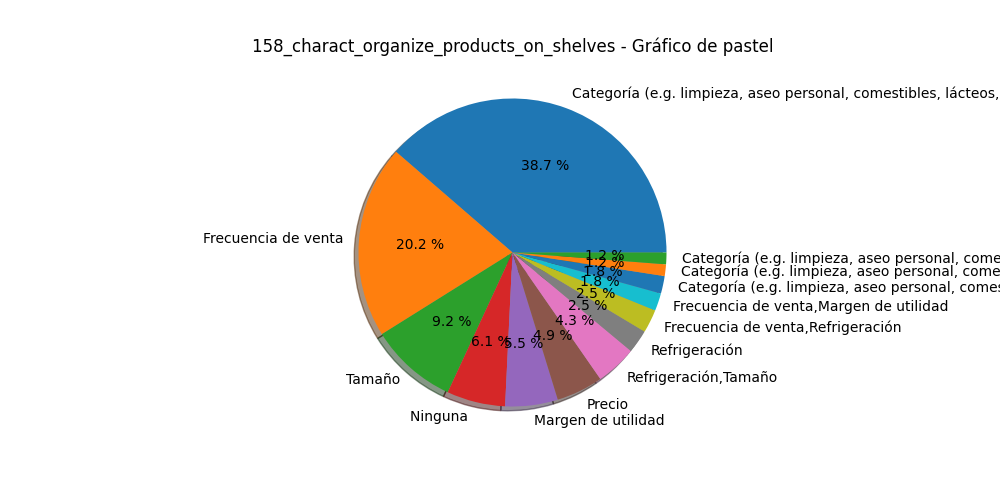 158_charact_organize_products_on_shelves - Gráfico de pastel
Categoría (e.g. limpieza, aseo personal, comestibles, lácteos,
38.7 %
Frecuencia de venta
20.2 %
Tamaño
9.2 %
Ninguna
6.1 %
Margen de utilidad
5.5 %
Precio
4.9 %
Refrigeración,Tamaño
4.3 %
Refrigeración
2.5 %
Frecuencia de venta,Refrigeración
2.5 %
Frecuencia de venta,Margen de utilidad
1.8 %
Categoría (e.g. limpieza, aseo personal, comes
1.8 %
Categoría (e.g. limpieza, aseo personal, come
1.2 %
Categoría (e.g. limpieza, aseo personal, come
1.2 %